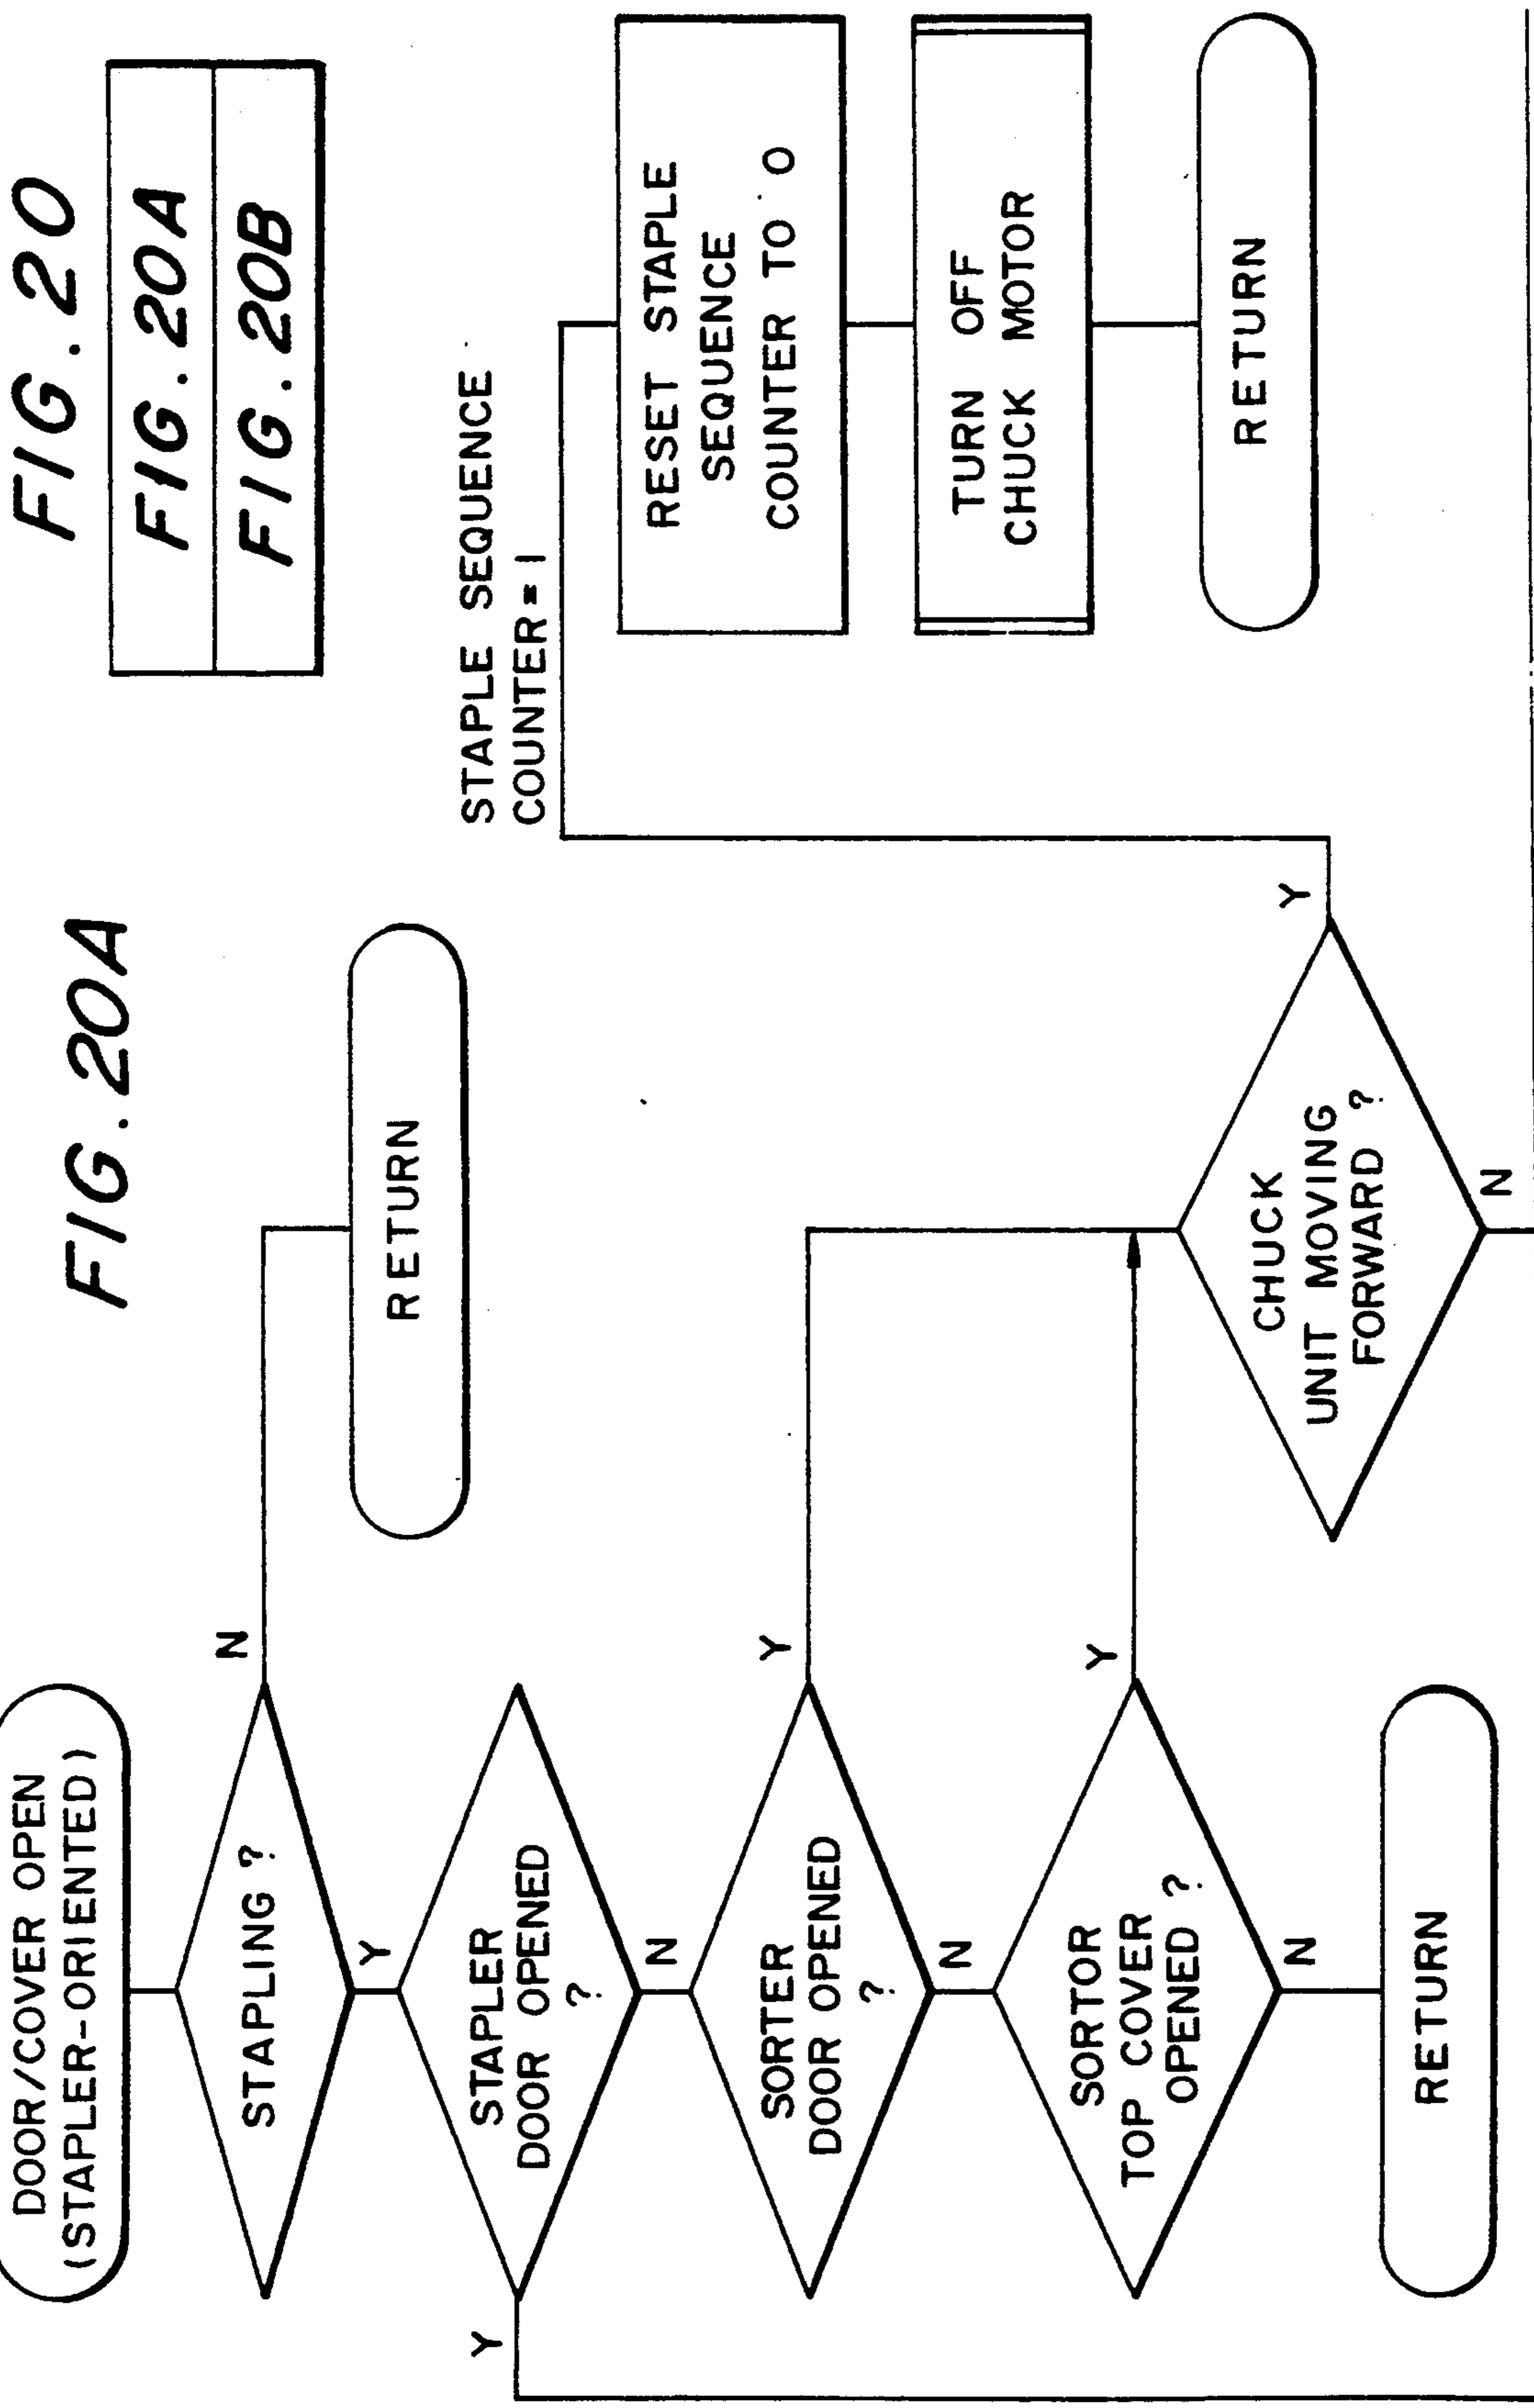 FIG. 20
FIG. 20A
FIG. 20B
FIG. 20A
DOOR/COVER OPEN
(STAPLER-ORIENTED)
STAPLING ?
N
RETURN
Y
STAPLER
DOOR OPENED
?
Y
N
SORTER
DOOR OPENED
?
Y
N
SORTOR
TOP COVER
OPENED ?
Y
N
RETURN
CHUCK
UNIT MOVING
FORWARD ?
Y
N
STAPLE SEQUENCE
COUNTER=1
RESET STAPLE
SEQUENCE
COUNTER TO 0
TURN OFF
CHUCK MOTOR
RETURN